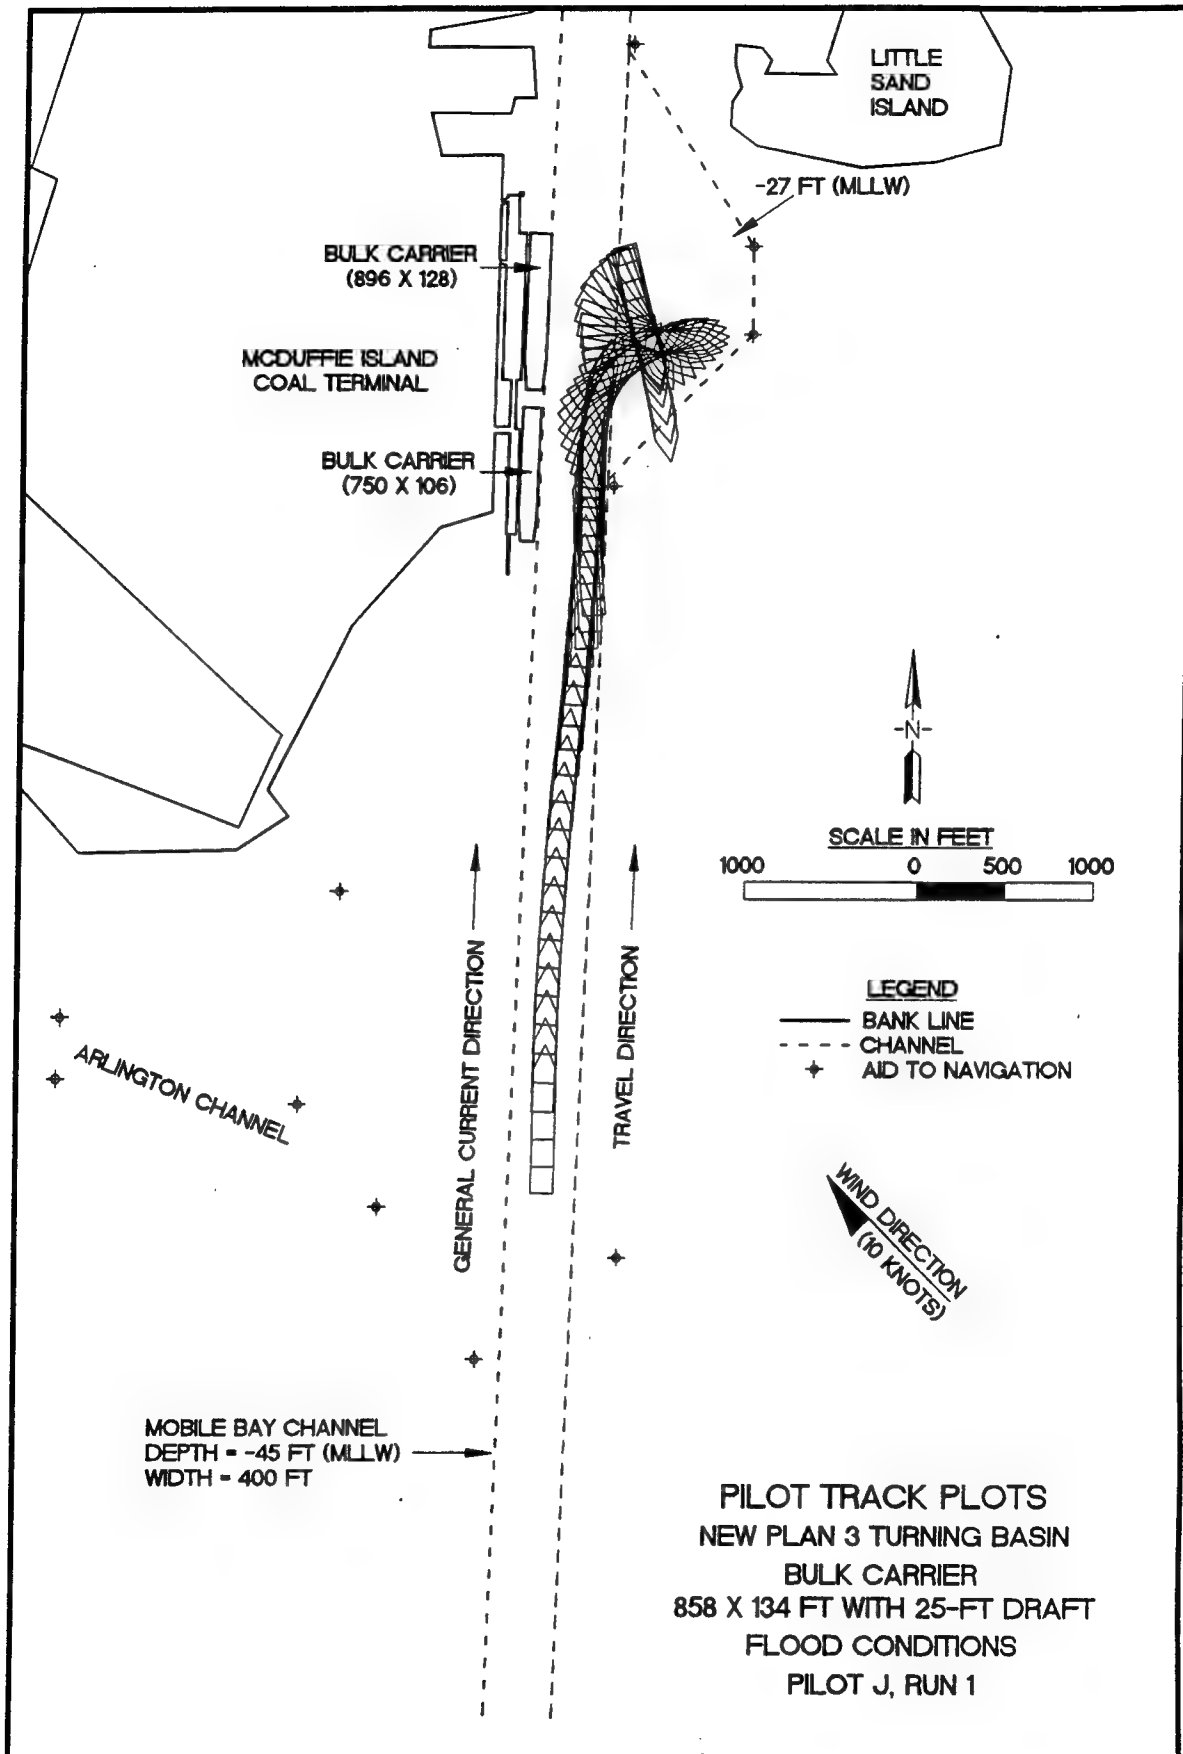 LITTLE
SAND
ISLAND
-27 FT (MLLW)
BULK CARRIER
(896 X 128)
MCDUFFIE ISLAND
COAL TERMINAL
BULK CARRIER
(750 X 106)
-N-
SCALE IN FEET
1000 0 500 1000
GENERAL CURRENT DIRECTION
TRAVEL DIRECTION
LEGEND
BANK LINE
CHANNEL
AID TO NAVIGATION
ARLINGTON CHANNEL
WIND DIRECTION
(10 KNOTS)
MOBILE BAY CHANNEL
DEPTH = -45 FT (MLLW)
WIDTH = 400 FT
PILOT TRACK PLOTS
NEW PLAN 3 TURNING BASIN
BULK CARRIER
858 X 134 FT WITH 25-FT DRAFT
FLOOD CONDITIONS
PILOT J, RUN 1